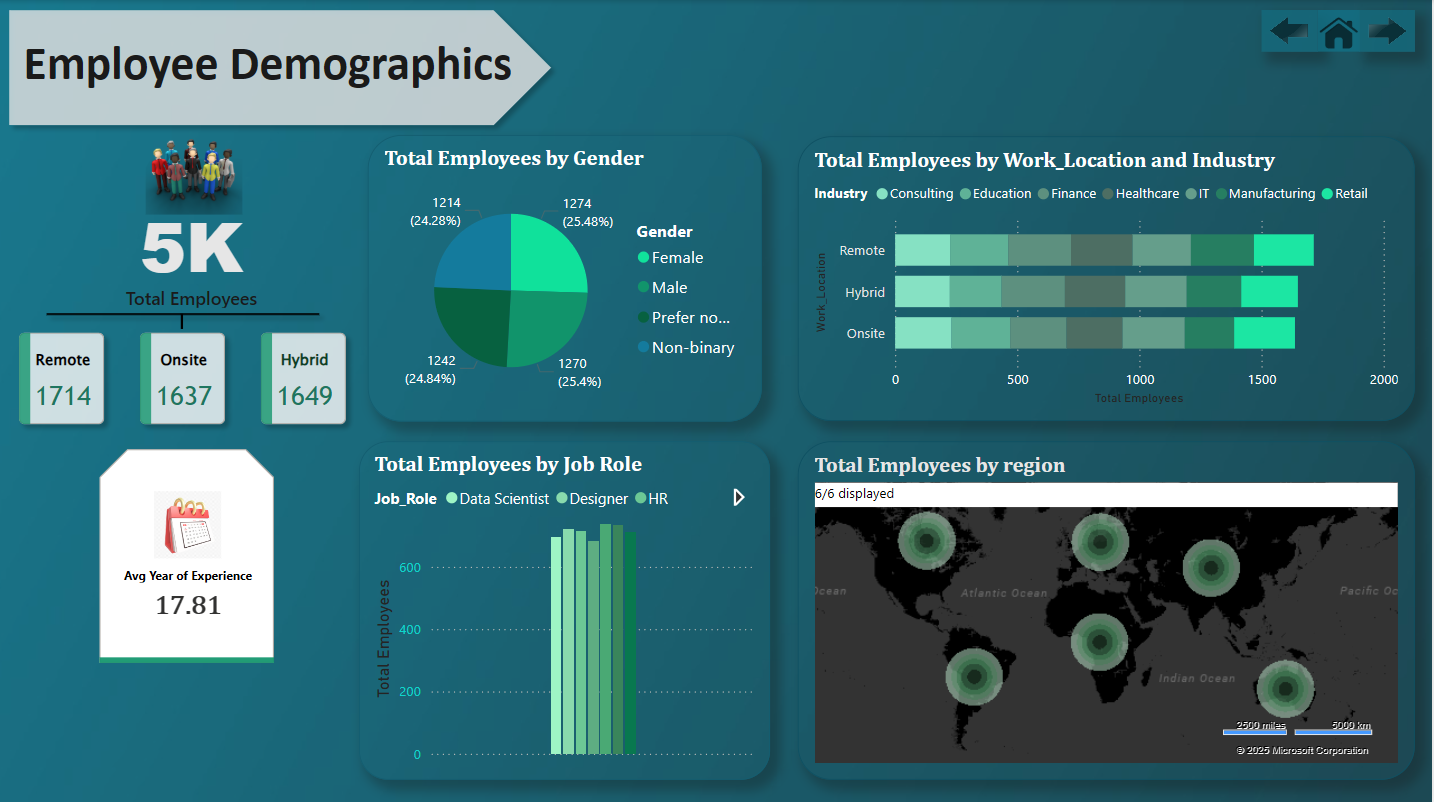 Employee Demographics
5K
Total Employees
Remote
1714
Onsite
1637
Hybrid
1649
Avg Year of Experience
17.81
Total Employees by Gender
1214
(24.28%)
1274
(25.48%)
1242
(24.84%)
1270
(25.4%)
Gender
Female
Male
Prefer no...
Non-binary
Total Employees by Work_Location and Industry
Industry Consulting Education Finance Healthcare IT Manufacturing Retail
Work_Location
Remote
Hybrid
Onsite
0 500 1000 1500 2000
Total Employees
Total Employees by Job Role
Job_Role Data Scientist Designer HR
Total Employees
600
400
200
0
Total Employees by region
6/6 displayed
Ocean
Atlantic Ocean
Pacific Oc
Indian Ocean
2500 miles 5000 km
© 2025 Microsoft Corporation